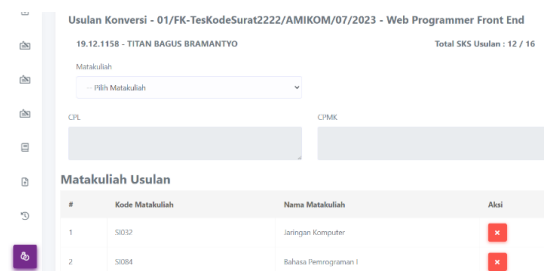 Usulan Konversi - 01/FK-TesKodeSurat2222/AMIKOM/07/2023 - Web Programmer Front End
19.12.1158 - TITAN BAGUS BRAMANTYO Total SKS Usulan : 12 / 16
Matakuliah
-- Pilih Matakuliah
CPL CPMK
Matakuliah Usulan
# Kode Matakuliah Nama Matakuliah Aksi
1 SI032 Jaringan Komputer ×
2 SI084 Bahasa Pemrograman I ×